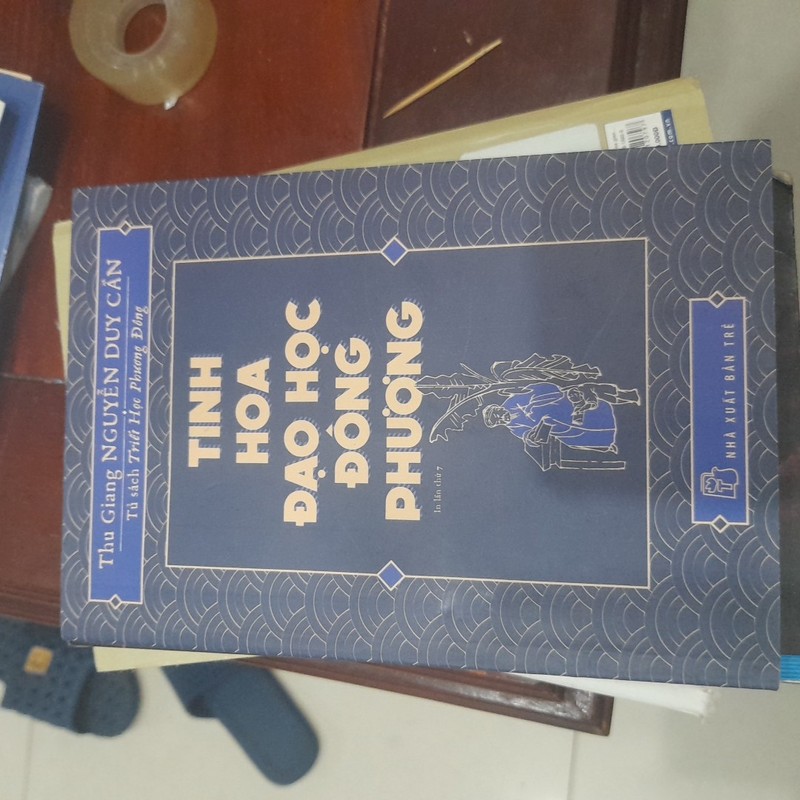 Thu Giang NGUYỄN DUY CẦN
Tủ sách Triết Học Phương Đông
TINH
HOA
ĐẠO HỌC
ĐÔNG
PHƯƠNG
In lần thứ 7
NHÀ XUẤT BẢN TRẺ